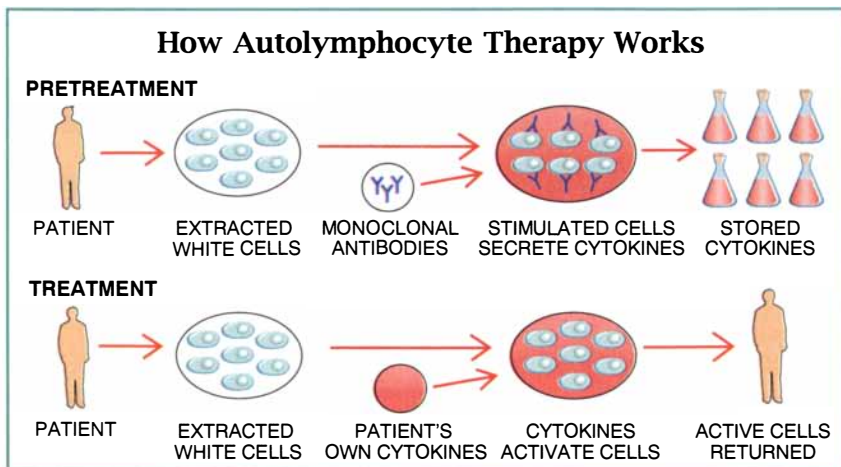 How Autolymphocyte Therapy Works
PRETREATMENT
PATIENT
EXTRACTED
WHITE CELLS
MONOCLONAL
ANTIBODIES
STIMULATED CELLS
SECRETE CYTOKINES
STORED
CYTOKINES
TREATMENT
PATIENT
EXTRACTED
WHITE CELLS
PATIENT'S
OWN CYTOKINES
CYTOKINES
ACTIVATE CELLS
ACTIVE CELLS
RETURNED